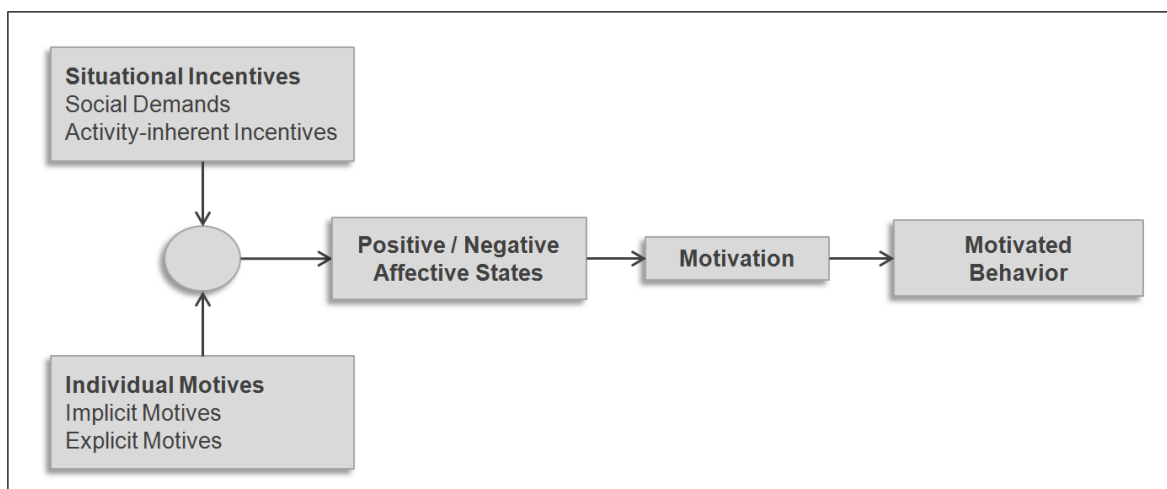 Situational Incentives
Social Demands
Activity-inherent Incentives
Positive / Negative
Affective States
Motivation
Motivated
Behavior
Individual Motives
Implicit Motives
Explicit Motives